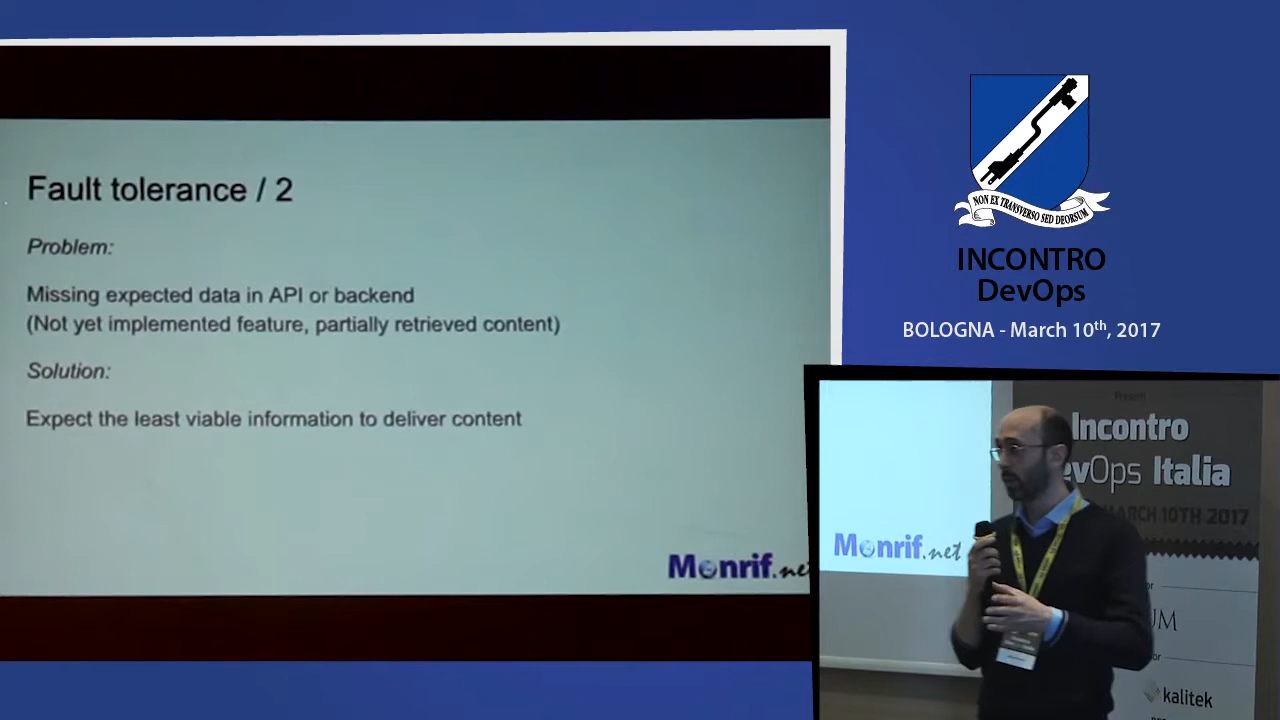 Fault tolerance / 2
Problem:
Missing expected data in API or backend
(Not yet implemented feature, partially retrieved content)
Solution:
Expect the least viable information to deliver content
Monrif.net
NON EX TRANSVERSO SED DEORSUM
INCONTRO
DevOps
BOLOGNA - March 10th, 2017
Monrif.net
Incontro
evOps Italia
MARCH 10TH 2017
UM
kalitek